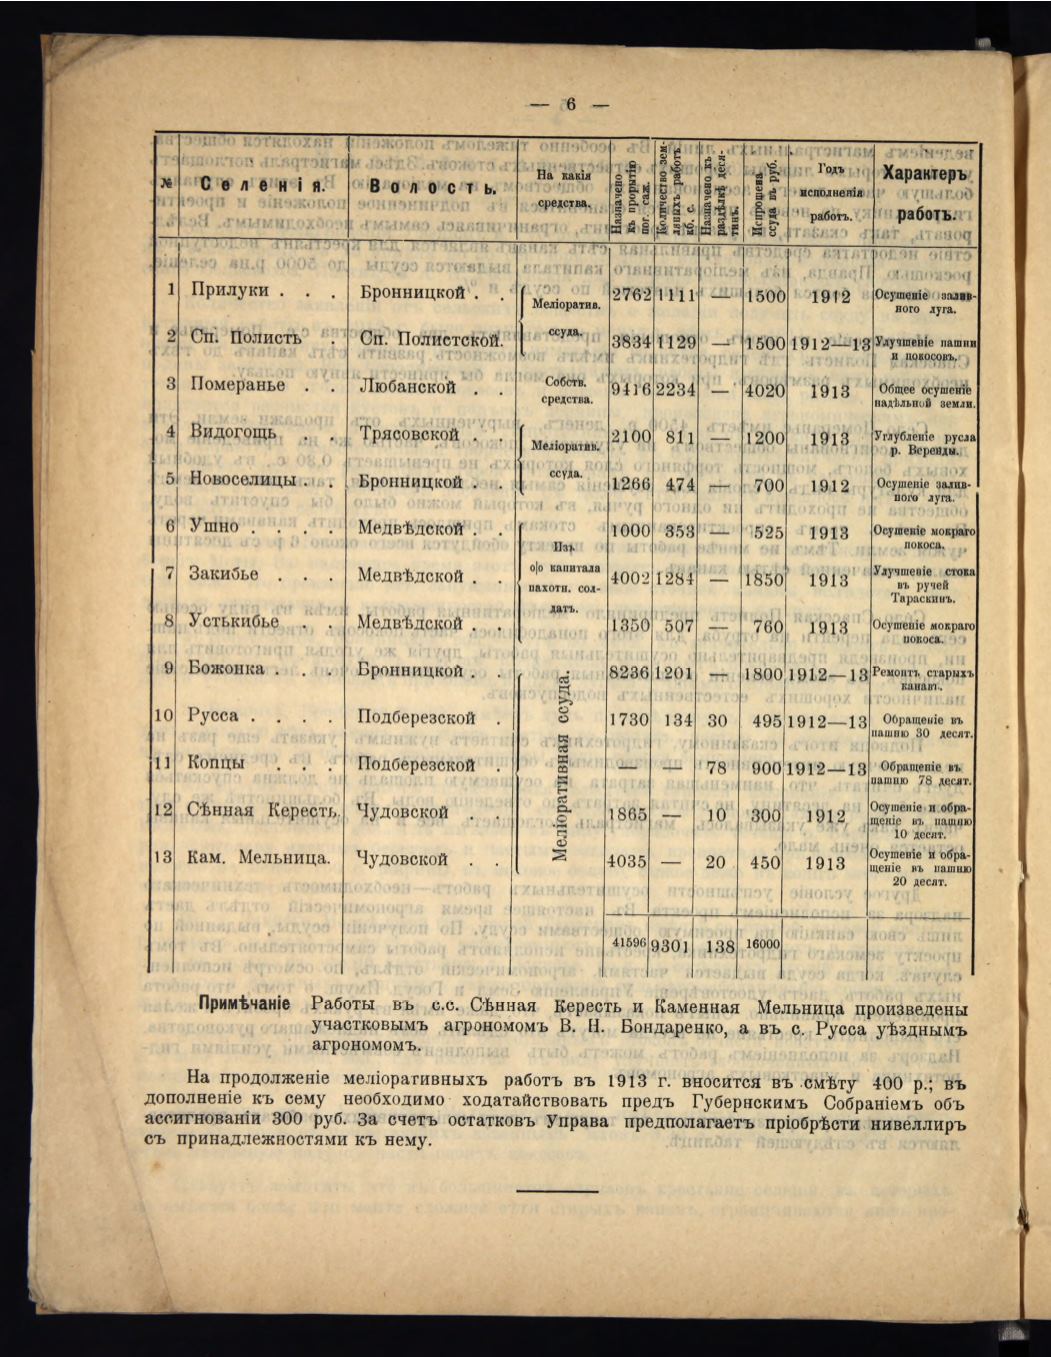 — 6 —
№ Селенія. Волость. На какія средства. Назначено къ прорытію пог. саж. Количество земляныхъ работъ кб. с. Назначено къ раздѣлкѣ десятинъ. Испрошена ссуда въ руб. Годъ исполненія работъ. Характеръ работъ.
1 Прилуки . . . Бронницкой . . Меліоратив. ссуда. 2762 1111 — 1500 1912 Осушеніе заливного луга.
2 Сп. Полисть . Сп. Полистской. 3834 1129 — 1500 1912—13 Улучшеніе пашни и покосовъ.
3 Померанье . . Любанской . . Собств. средства. 9416 2234 — 4020 1913 Общее осушеніе надѣльной земли.
4 Видогощь . . Трясовской . . Меліоратив. ссуда. 2100 811 — 1200 1913 Углубленіе русла р. Веренды.
5 Новоселицы . . Бронницкой . . 1266 474 — 700 1912 Осушеніе заливного луга.
6 Ушно . . . . Медвѣдской . . Изъ о|о капитала пахотн. солдатъ. 1000 353 — 525 1913 Осушеніе мокраго покоса.
7 Закибье . . . Медвѣдской . . 4002 1284 — 1850 1913 Улучшеніе стока въ ручей Тараскинъ.
8 Устькибье . . Медвѣдской . . 1350 507 — 760 1913 Осушеніе мокраго покоса.
9 Божонка . . . Бронницкой . . Меліоративная ссуда. 8236 1201 — 1800 1912—13 Ремонтъ старыхъ канавъ.
10 Русса . . . . Подберезской . 1730 134 30 495 1912—13 Обращеніе въ пашню 30 десят.
11 Копцы . . . Подберезской . — — 78 900 1912—13 Обращеніе въ пашню 78 десят.
12 Сѣнная Кересть. Чудовской . . 1865 — 10 300 1912 Осушеніе и обращеніе въ пашню 10 десят.
13 Кам. Мельница. Чудовской . . 4035 — 20 450 1913 Осушеніе и обращеніе въ пашню 20 десят.
41596 9301 138 16000
Примѣчаніе Работы въ с.с. Сѣнная Кересть и Каменная Мельница произведены
участковымъ агрономомъ В. Н. Бондаренко, а въ с. Русса уѣзднымъ
агрономомъ.
На продолженіе меліоративныхъ работъ въ 1913 г. вносится въ смѣту 400 р.; въ
дополненіе къ сему необходимо ходатайствовать предъ Губернскимъ Собраніемъ объ
ассигнованіи 300 руб. За счетъ остатковъ Управа предполагаетъ пріобрѣсти нивеллиръ
съ принадлежностями къ нему.